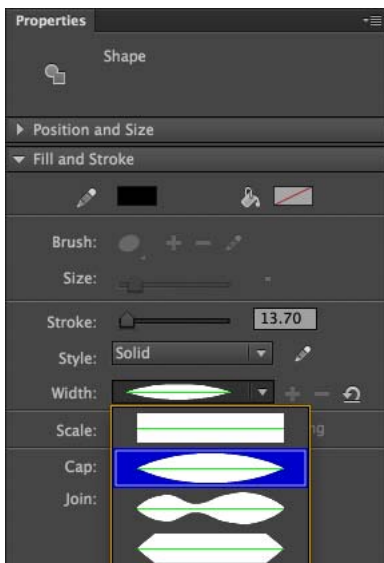 Properties
Shape
Position and Size
Fill and Stroke
Brush:
Size:
Stroke: 13.70
Style: Solid
Width:
Scale: ng
Cap:
Join: